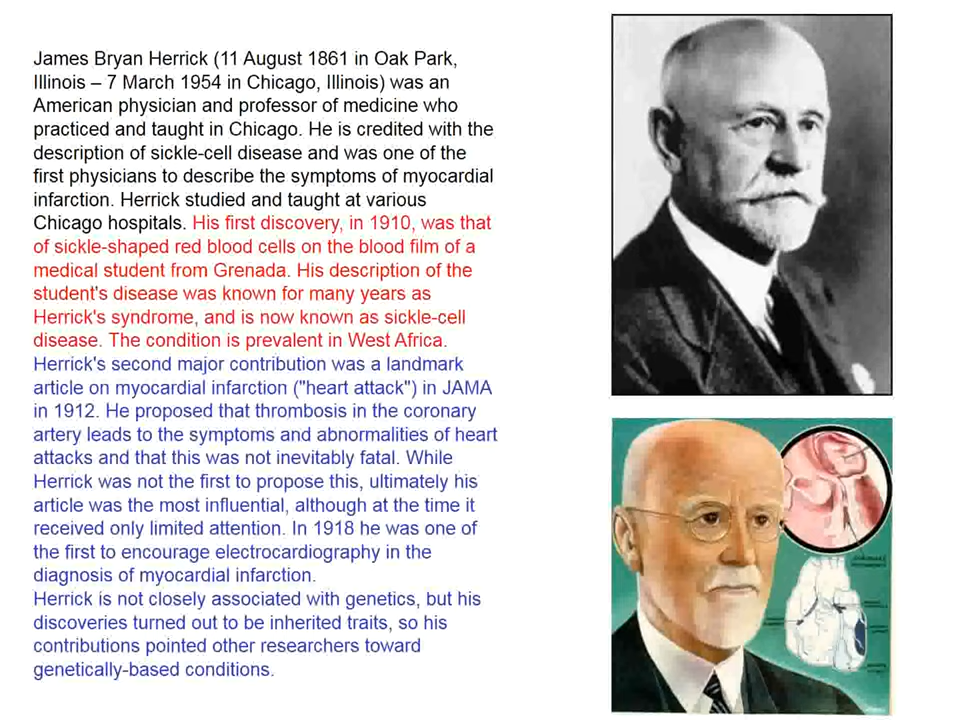 James Bryan Herrick (11 August 1861 in Oak Park,
Illinois – 7 March 1954 in Chicago, Illinois) was an
American physician and professor of medicine who
practiced and taught in Chicago. He is credited with the
description of sickle-cell disease and was one of the
first physicians to describe the symptoms of myocardial
infarction. Herrick studied and taught at various
Chicago hospitals. His first discovery, in 1910, was that
of sickle-shaped red blood cells on the blood film of a
medical student from Grenada. His description of the
student's disease was known for many years as
Herrick's syndrome, and is now known as sickle-cell
disease. The condition is prevalent in West Africa.
Herrick's second major contribution was a landmark
article on myocardial infarction ("heart attack") in JAMA
in 1912. He proposed that thrombosis in the coronary
artery leads to the symptoms and abnormalities of heart
attacks and that this was not inevitably fatal. While
Herrick was not the first to propose this, ultimately his
article was the most influential, although at the time it
received only limited attention. In 1918 he was one of
the first to encourage electrocardiography in the
diagnosis of myocardial infarction.
Herrick is not closely associated with genetics, but his
discoveries turned out to be inherited traits, so his
contributions pointed other researchers toward
genetically-based conditions.